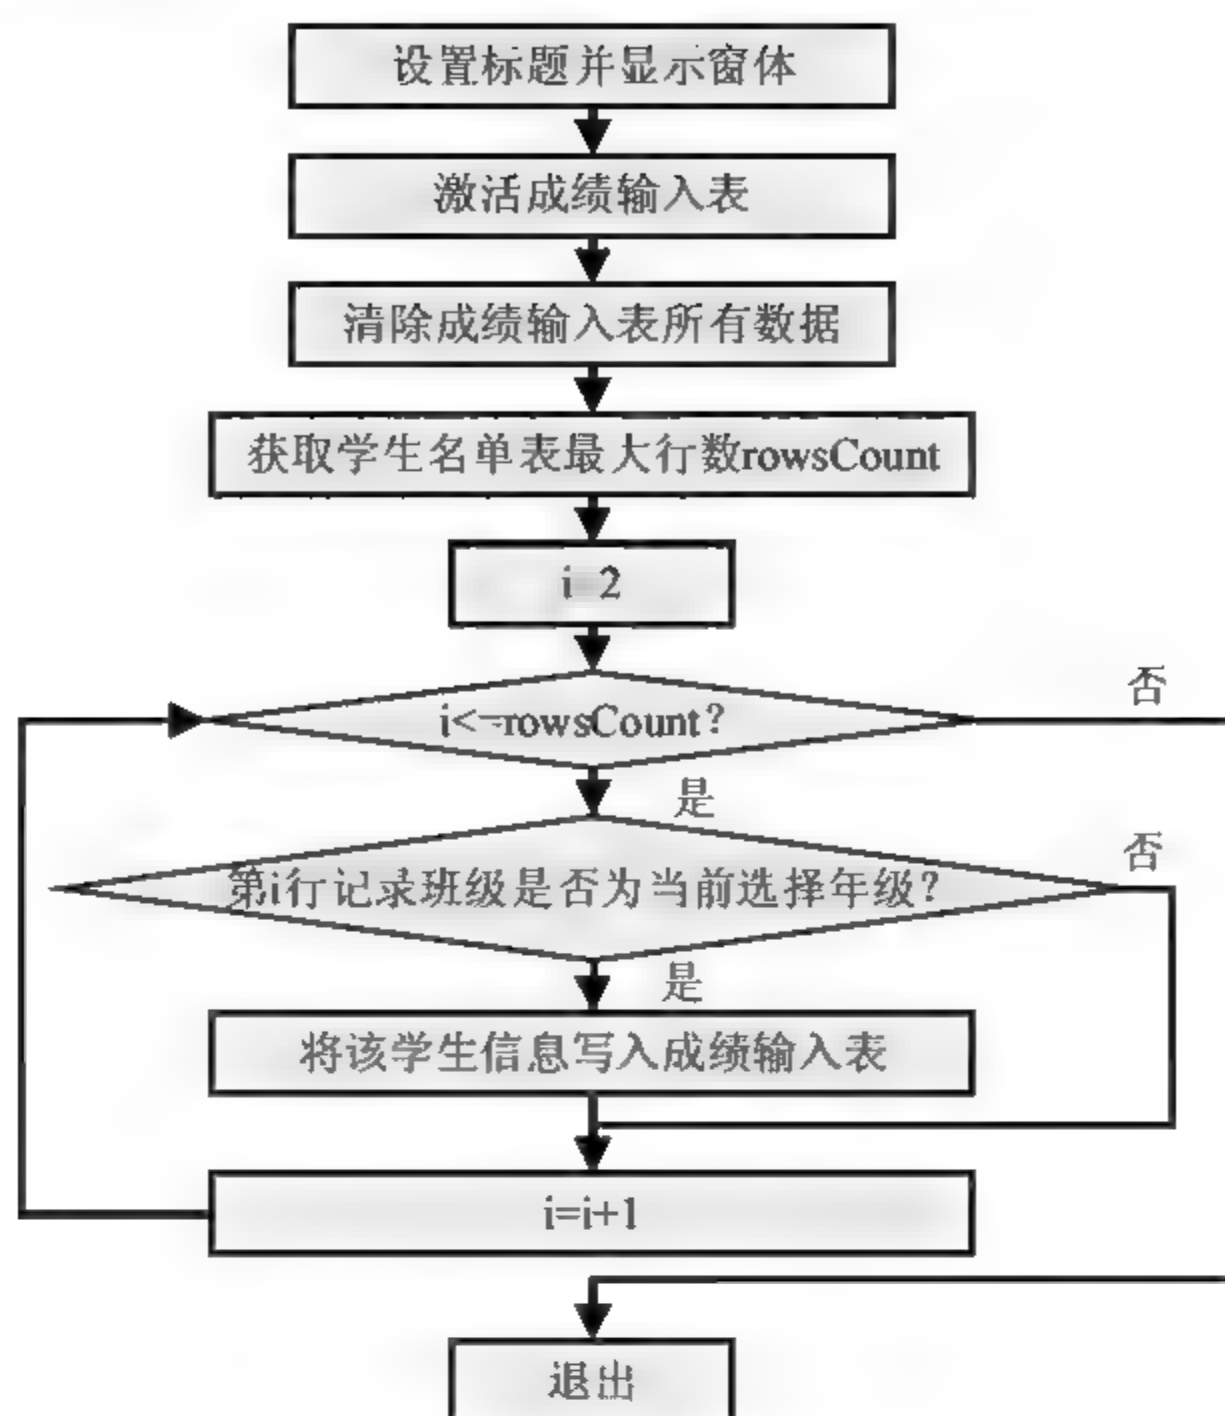 设置标题并显示窗体
激活成绩输入表
清除成绩输入表所有数据
获取学生名单表最大行数rowsCount
i=2
否
i<=rowsCount?
是
否
第i行记录班级是否为当前选择年级?
是
将该学生信息写入成绩输入表
i=i+1
退出